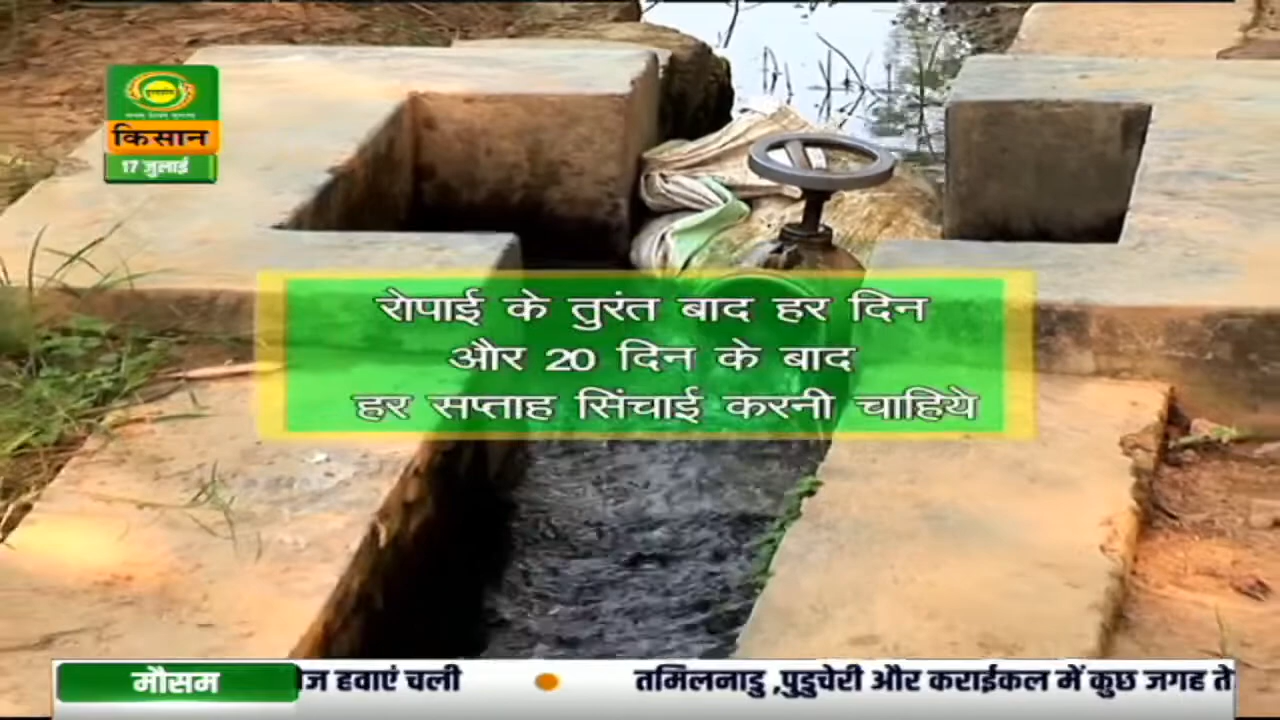 किसान
17 जुलाई
रोपाई के तुरंत बाद हर दिन
और 20 दिन के बाद
हर सप्ताह सिंचाई करनी चाहिये
मौसम
हवाएं चली
तमिलनाडु ,पुडुचेरी और कराईकल में कुछ जगह ते